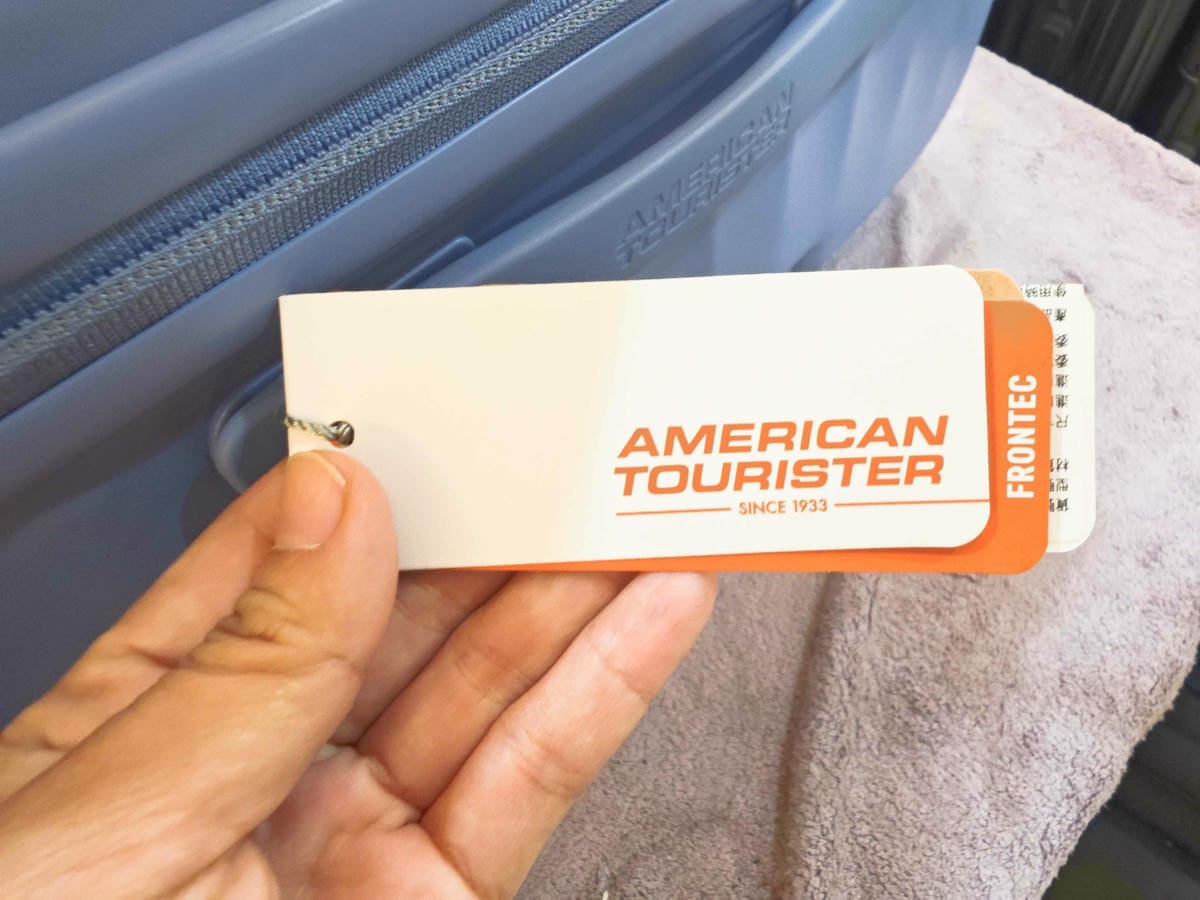 AMERICAN
TOURISTER
AMERICAN
TOURISTER
SINCE 1933
FRONTEC